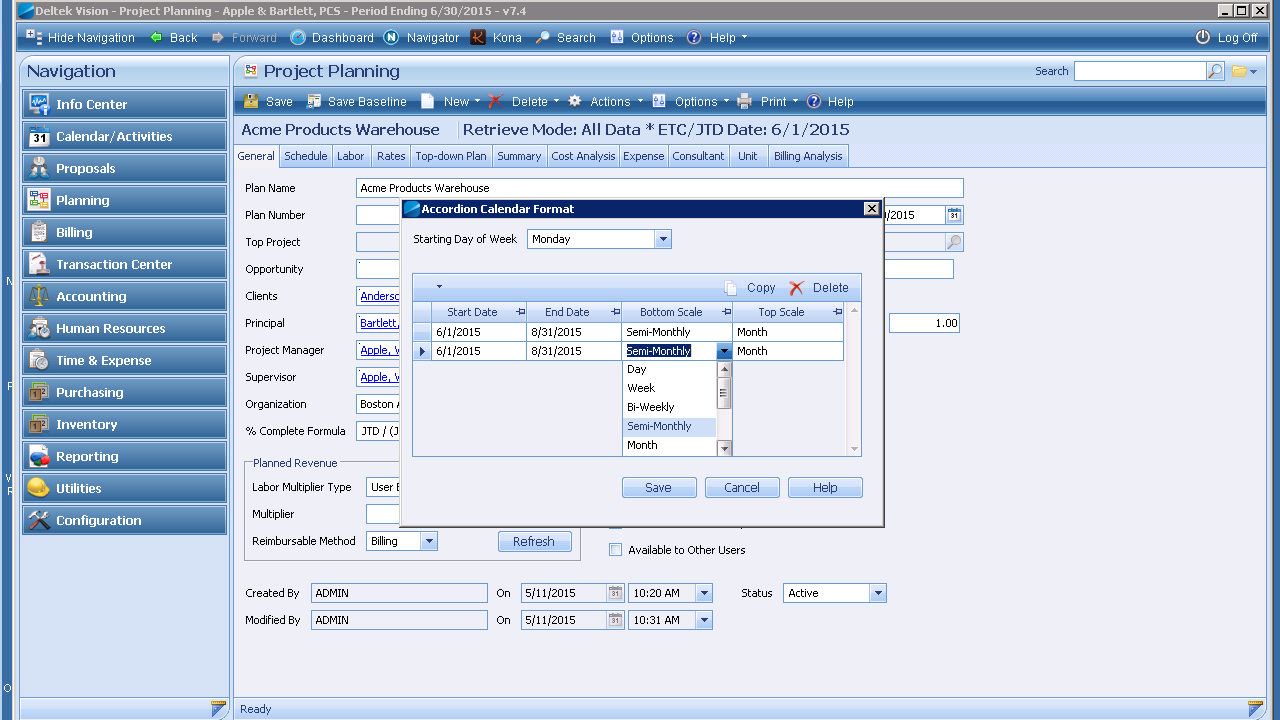 Deltek Vision - Project Planning - Apple & Bartlett, PCS - Period Ending 6/30/2015 - v7.4
Hide Navigation Back Forward Dashboard Navigator Kona Search Options Help Log Off
Navigation
Info Center
Calendar/Activities
Proposals
Planning
Billing
Transaction Center
Accounting
Human Resources
Time & Expense
Purchasing
Inventory
Reporting
Utilities
Configuration
Project Planning Search
Save Save Baseline New Delete Actions Options Print Help
Acme Products Warehouse Retrieve Mode: All Data * ETC/JTD Date: 6/1/2015
General Schedule Labor Rates Top-down Plan Summary Cost Analysis Expense Consultant Unit Billing Analysis
Plan Name Acme Products Warehouse
Plan Number
Top Project
Opportunity
Clients
Principal Bartlett, 1.00
Project Manager Apple,
Supervisor Apple,
Organization Boston
% Complete Formula JTD /
Planned Revenue
Labor Multiplier Type User
Multiplier
Reimbursable Method Billing Refresh
Available to Other Users
Created By ADMIN On 5/11/2015 10:20 AM Status Active
Modified By ADMIN On 5/11/2015 10:31 AM
Ready
Accordion Calendar Format
Starting Day of Week Monday
Copy Delete
Start Date End Date Bottom Scale Top Scale
6/1/2015 8/31/2015 Semi-Monthly Month
6/1/2015 8/31/2015 Semi-Monthly Month
Day
Week
Bi-Weekly
Semi-Monthly
Month
Save Cancel Help